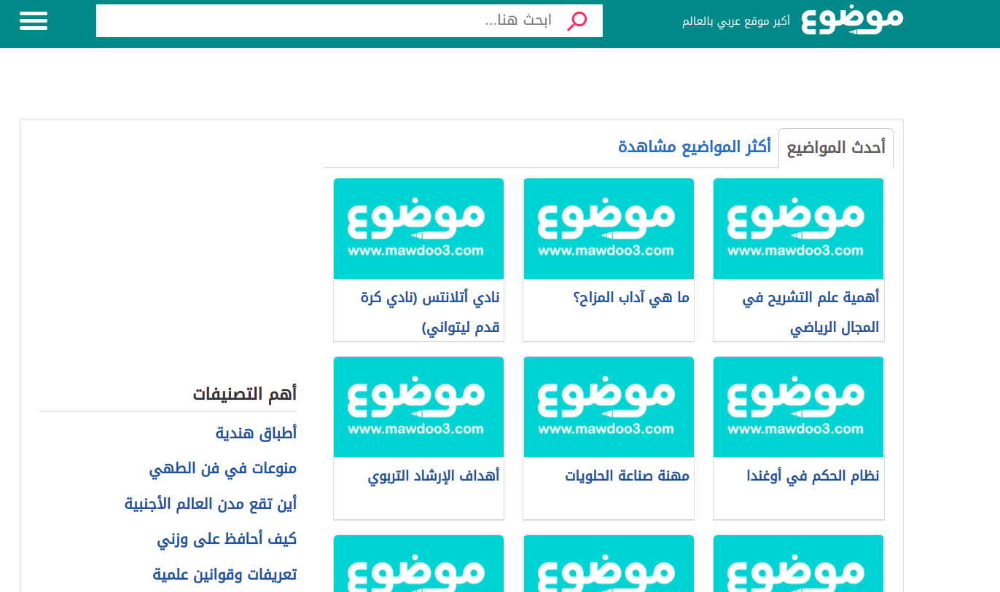 موضوع
أكبر موقع عربي بالعالم
ابحث هنا...
أحدث المواضيع
أكثر المواضيع مشاهدة
موضوع
www.mawdoo3.com
أهمية علم التشريح في
المجال الرياضي
موضوع
www.mawdoo3.com
ما هي آداب المزاح؟
موضوع
www.mawdoo3.com
نادي أتلانتس (نادي كرة
قدم ليتواني)
موضوع
www.mawdoo3.com
نظام الحكم في أوغندا
موضوع
www.mawdoo3.com
مهنة صناعة الحلويات
موضوع
www.mawdoo3.com
أهداف الإرشاد التربوي
موضوع
موضوع
موضوع
أهم التصنيفات
أطباق هندية
منوعات في فن الطهي
أين تقع مدن العالم الأجنبية
كيف أحافظ على وزني
تعريفات وقوانين علمية